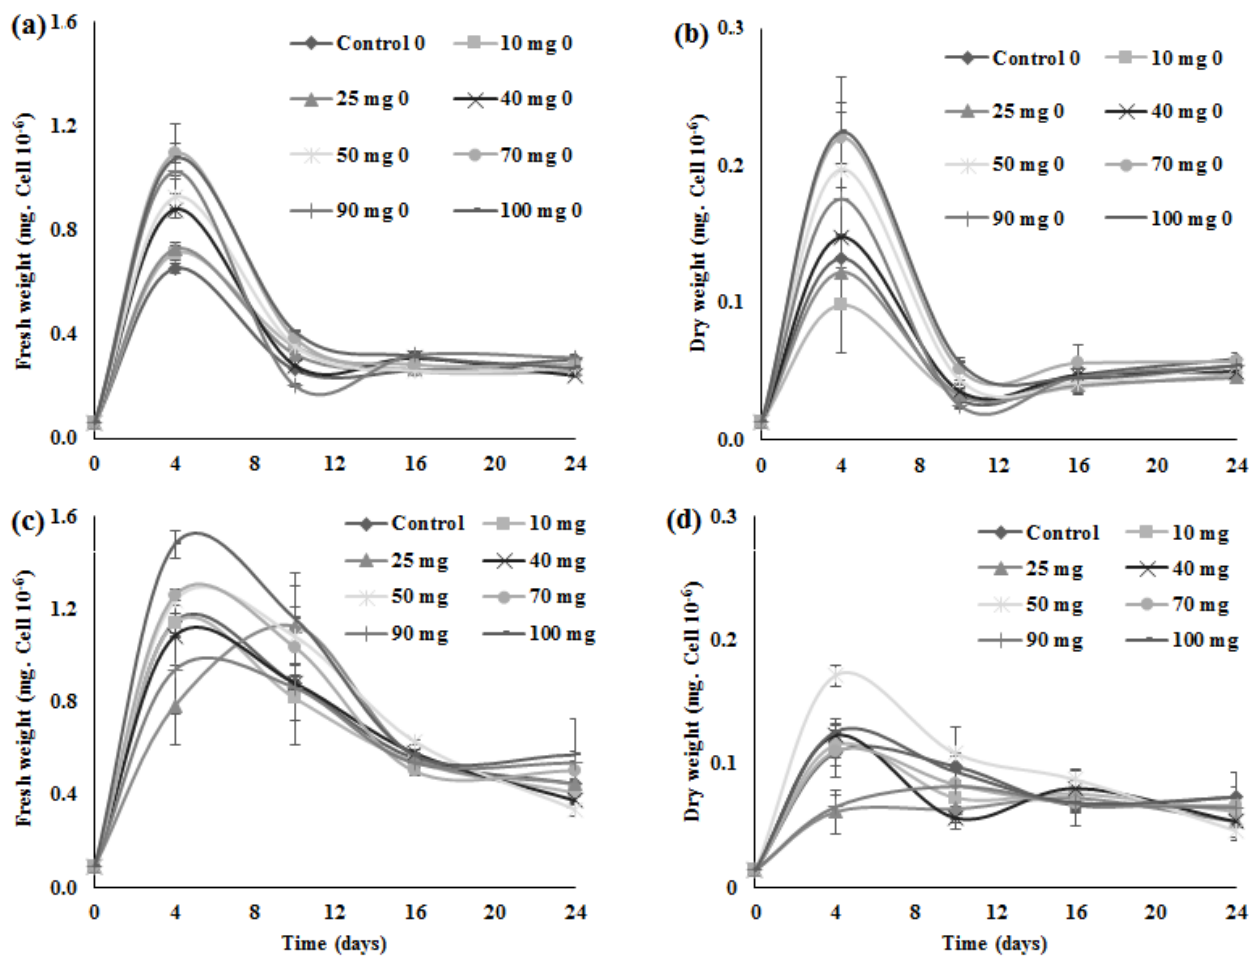 (a)
1.6
1.2
0.8
0.4
0.0
Fresh weight (mg. Cell 10-6)
Control 0
10 mg 0
25 mg 0
40 mg 0
50 mg 0
70 mg 0
90 mg 0
100 mg 0
0 4 8 12 16 20 24
(b)
0.3
0.2
0.1
0.0
Dry weight (mg. Cell 10-6)
Control 0
10 mg 0
25 mg 0
40 mg 0
50 mg 0
70 mg 0
90 mg 0
100 mg 0
0 4 8 12 16 20 24
(c)
1.6
1.2
0.8
0.4
0.0
Fresh weight (mg. Cell 10-6)
Control
10 mg
25 mg
40 mg
50 mg
70 mg
90 mg
100 mg
0 4 8 12 16 20 24
Time (days)
(d)
0.3
0.2
0.1
0
Dry weight (mg. Cell 10-6)
Control
10 mg
25 mg
40 mg
50 mg
70 mg
90 mg
100 mg
0 4 8 12 16 20 24
Time (days)